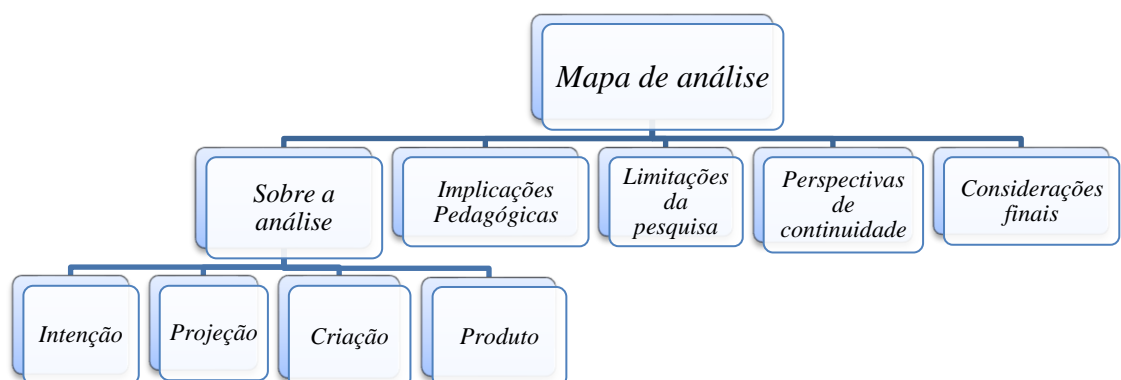 Mapa de análise
Sobre a
análise
Implicações
Pedagógicas
Limitações
da
pesquisa
Perspectivas
de
continuidade
Considerações
finais
Intenção
Projeção
Criação
Produto